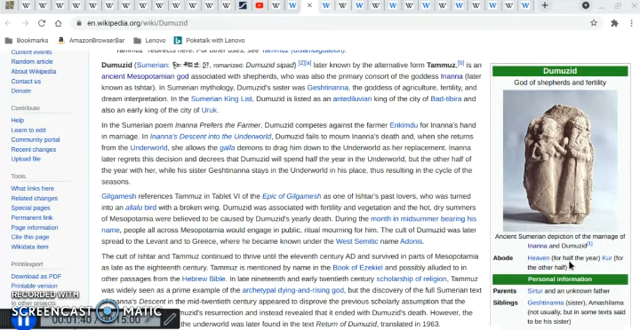 en.wikipedia.org/wiki/Dumuzid
Bookmarks AmazonBrowserBar Lenovo Poketalk - Lenovo
Current events
Random article
About Wikipedia
Contact us
Donate
Contribute
Help
Learn to edit
Community portal
Recent changes
Upload file
Tools
What links here
Related changes
Special pages
Permanent link
Page information
Cite this page
Wikidata item
Print/export
Download as PDF
Printable version
Dumuzid (Sumerian: romanized: Dumuzid sipad) [2][a] later known by the alternative form Tammuz,[b] is an
ancient Mesopotamian god associated with shepherds, who was also the primary consort of the goddess Inanna (later
known as Ishtar). In Sumerian mythology, Dumuzid's sister was Geshtinanna, the goddess of agriculture, fertility, and
dream interpretation. In the Sumerian King List, Dumuzid is listed as an antediluvian king of the city of Bad-tibira and
also an early king of the city of Uruk.
In the Sumerian poem Inanna Prefers the Farmer, Dumuzid competes against the farmer Enkimdu for Inanna's hand
in marriage. In Inanna's Descent into the Underworld, Dumuzid fails to mourn Inanna's death and, when she returns
from the Underworld, she allows the galla demons to drag him down to the Underworld as her replacement. Inanna
later regrets this decision and decrees that Dumuzid will spend half the year in the Underworld, but the other half of
the year with her, while his sister Geshtinanna stays in the Underworld in his place, thus resulting in the cycle of the
seasons.
Gilgamesh references Tammuz in Tablet VI of the Epic of Gilgamesh as one of Ishtar's past lovers, who was turned
into an allalu bird with a broken wing. Dumuzid was associated with fertility and vegetation and the hot, dry summers
of Mesopotamia were believed to be caused by Dumuzid's yearly death. During the month in midsummer bearing his
name, people all across Mesopotamia would engage in public, ritual mourning for him. The cult of Dumuzid was later
spread to the Levant and to Greece, where he became known under the West Semitic name Adonis.
The cult of Ishtar and Tammuz continued to thrive until the eleventh century AD and survived in parts of Mesopotamia
as late as the eighteenth century. Tammuz is mentioned by name in the Book of Ezekiel and possibly alluded to in
other passages from the Hebrew Bible. In late nineteenth and early twentieth century scholarship of religion, Tammuz
was widely seen as a prime example of the archetypal dying-and-rising god, but the discovery of the full Sumerian text
Descent in the mid-twentieth century appeared to disprove the previous scholarly assumption that the
Dumuzid's resurrection and instead revealed that it ended with Dumuzid's death. However, the
Underworld was later found in the text Return of Dumuzid, translated in 1963.
Dumuzid
God of shepherds and fertility
Ancient Sumerian depiction of the marriage of
Inanna and Dumuzid[1]
Abode Heaven (for half the year) Kur (for
the other half)
Personal information
Parents Sirtur and an unknown father
Siblings Geshtinanna (sister), Amashilama
(not usually, but in some texts said
to be his sister)
RECORDED WITH
SCREENCAST MATIC
00:01:40 / 15:00